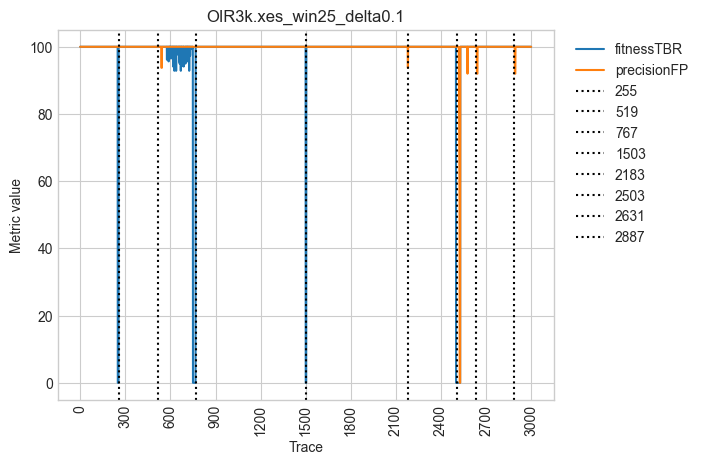 OIR3k.xes_win25_delta0.1
Metric value
100
80
60
40
20
0
0 300 600 900 1200 1500 1800 2100 2400 2700 3000
Trace
fitnessTBR
precisionFP
255
519
767
1503
2183
2503
2631
2887